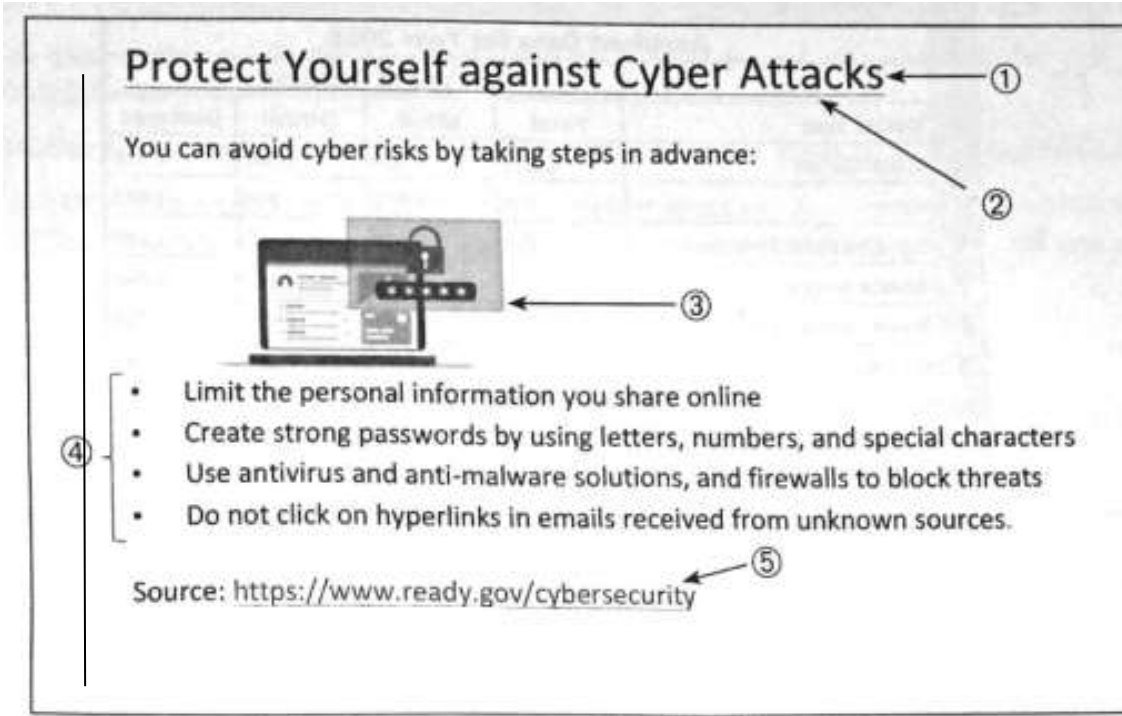 Protect Yourself against Cyber Attacks ①
You can avoid cyber risks by taking steps in advance:
②
③
④
• Limit the personal information you share online
• Create strong passwords by using letters, numbers, and special characters
• Use antivirus and anti-malware solutions, and firewalls to block threats
• Do not click on hyperlinks in emails received from unknown sources.
⑤
Source: https://www.ready.gov/cybersecurity